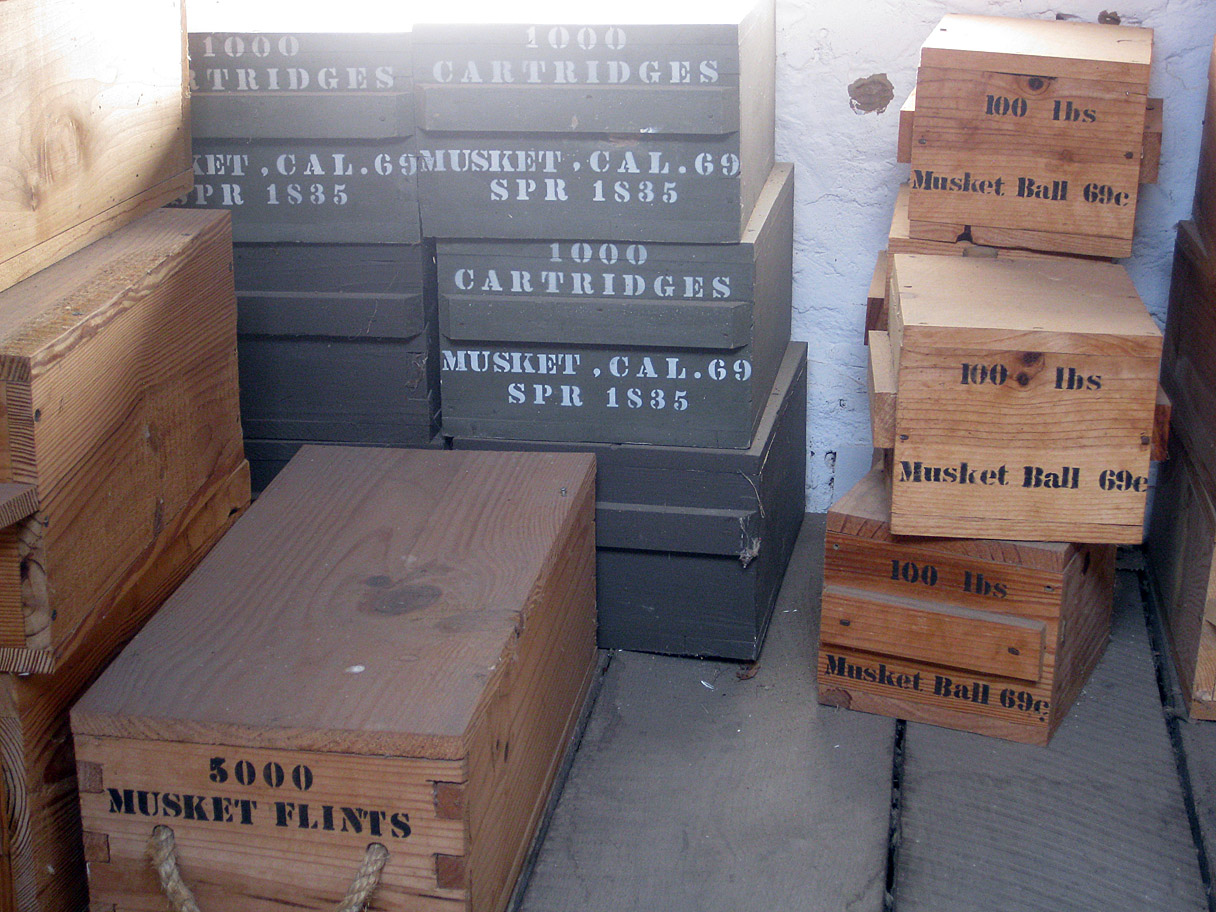 1000
RTRIDGES
KET, CAL. 69
SPR 1835
1000
CARTRIDGES
MUSKET, CAL. 69
SPR 1835
1000
CARTRIDGES
MUSKET, CAL. 69
SPR 1835
100 lbs
Musket Ball 69c
100 lbs
Musket Ball 69c
100 lbs
Musket Ball 69c
5000
MUSKET FLINTS